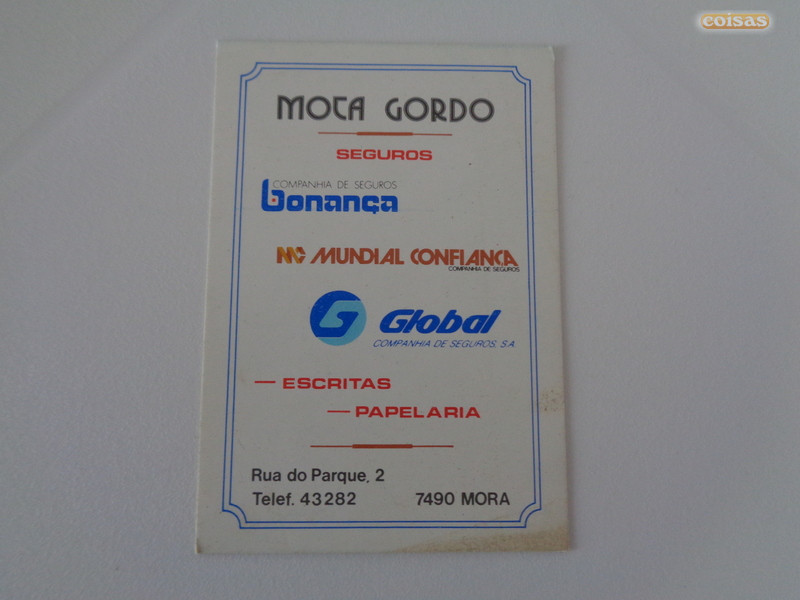 coisas
MOTA GORDO
SEGUROS
COMPANHIA DE SEGUROS
bonança
MC MUNDIAL CONFIANÇA
COMPANHIA DE SEGUROS
G Global
COMPANHIA DE SEGUROS, S.A.
— ESCRITAS
— PAPELARIA
Rua do Parque, 2
Telef. 43282 7490 MORA